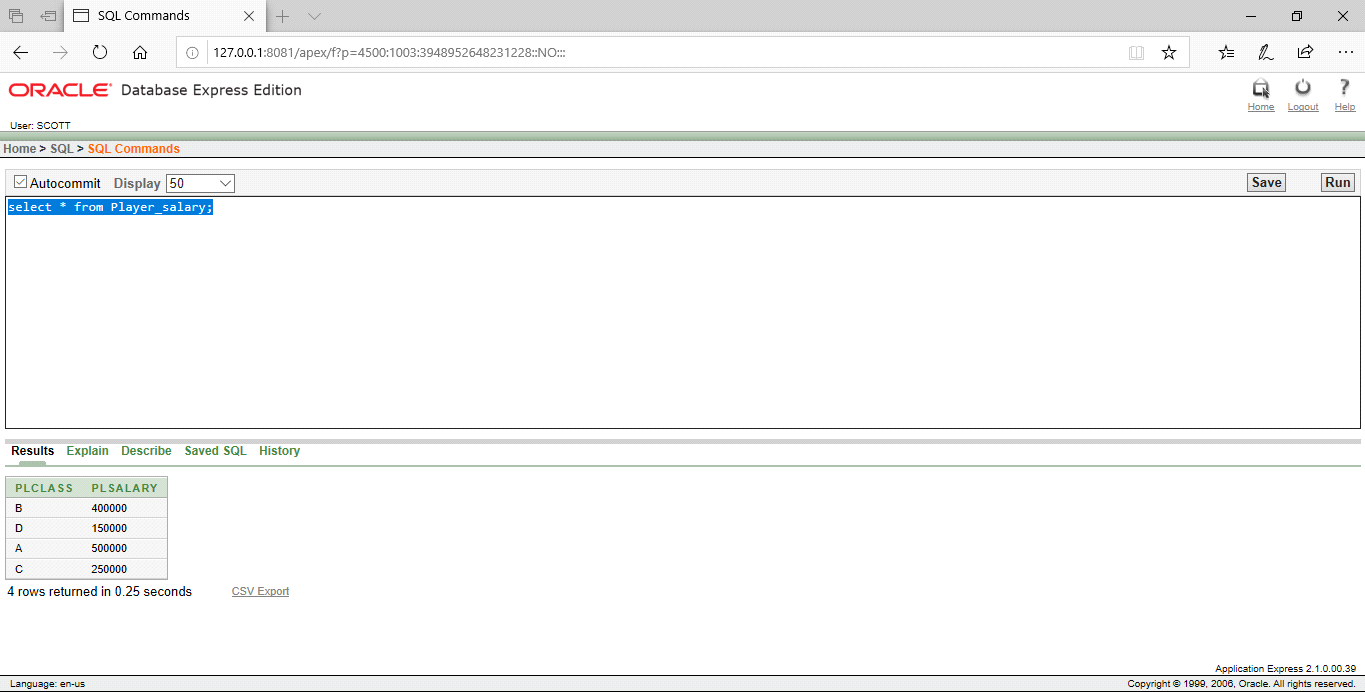 SQL Commands
127.0.0.1:8081/apex/f?p=4500:1003:3948952648231228::NO:::
ORACLE Database Express Edition
Home Logout ? Help
User: SCOTT
Home > SQL > SQL Commands
Autocommit Display 50 Save Run
select * from Player_salary;
Results Explain Describe Saved SQL History
PLCLASS PLSALARY
B 400000
D 150000
A 500000
C 250000
4 rows returned in 0.25 seconds CSV Export
Application Express 2.1.0.00.39
Language: en-us Copyright © 1999, 2006, Oracle. All rights reserved.